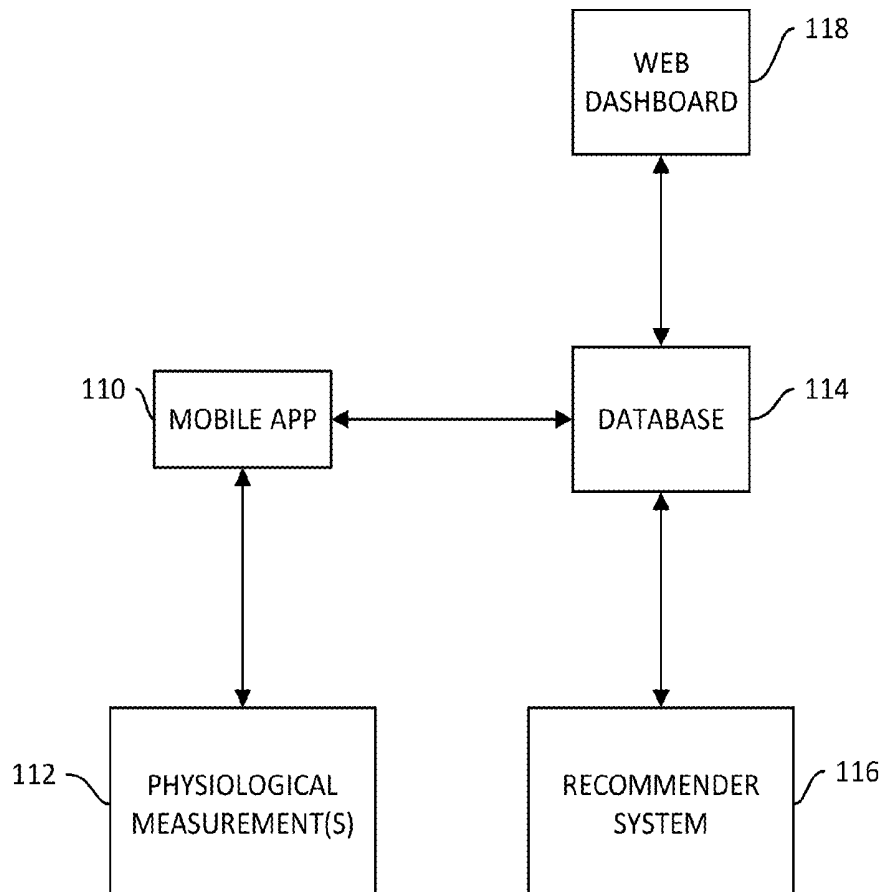 118
WEB
DASHBOARD
110
MOBILE APP
DATABASE
114
112
PHYSIOLOGICAL
MEASUREMENT(S)
RECOMMENDER
SYSTEM
116